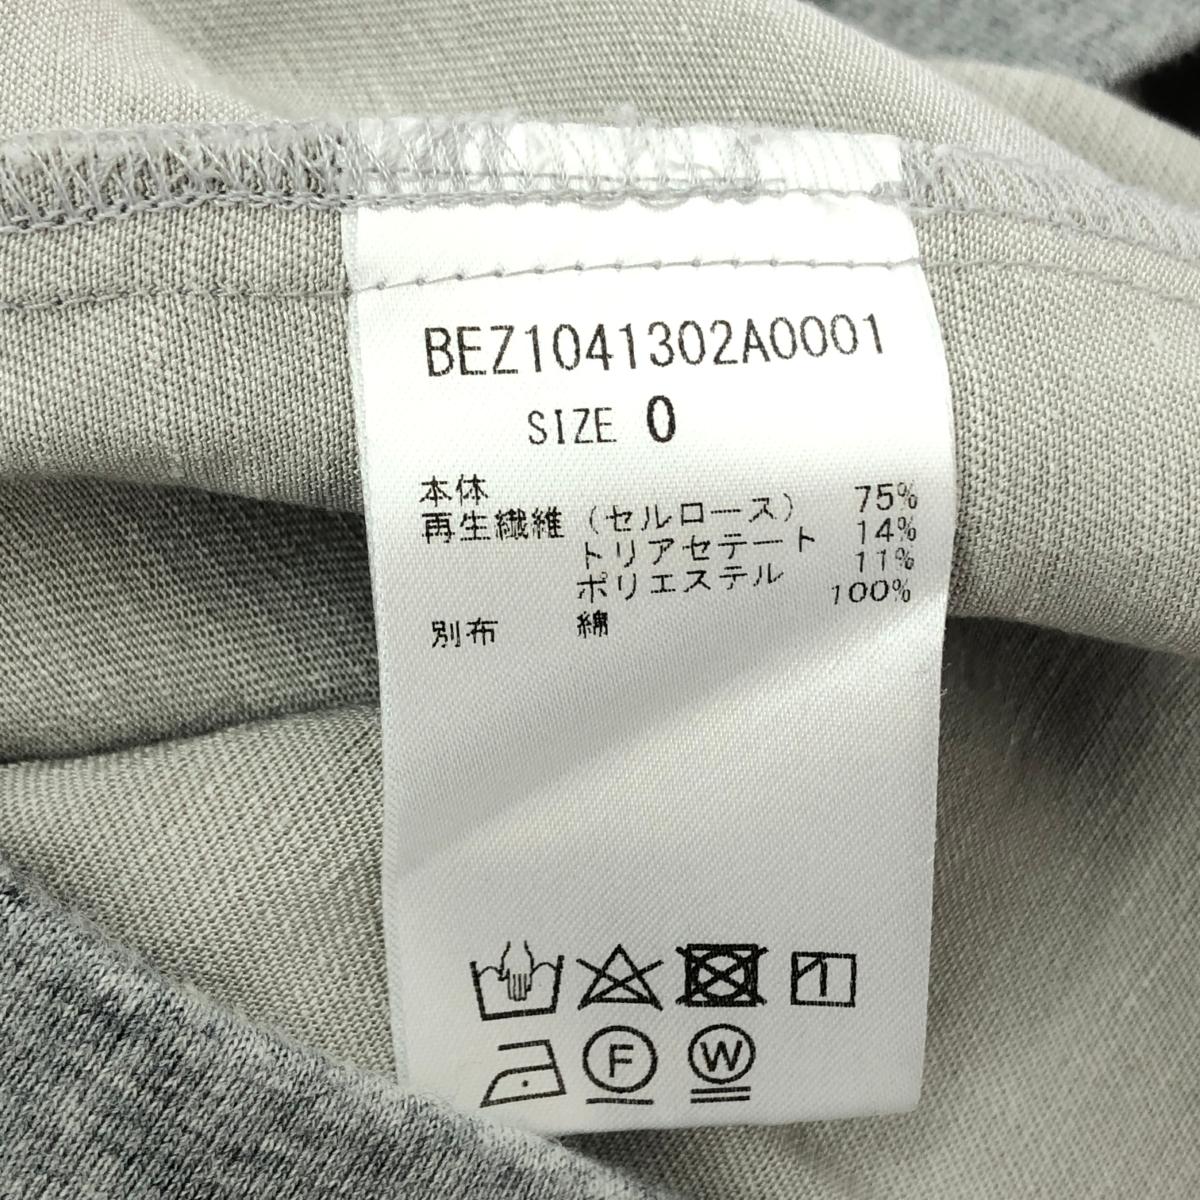 BEZ1041302A0001
SIZE 0
本体
再生繊維 (セルロース) 75%
トリアセテート 14%
ポリエステル 11%
別布 綿 100%
F W